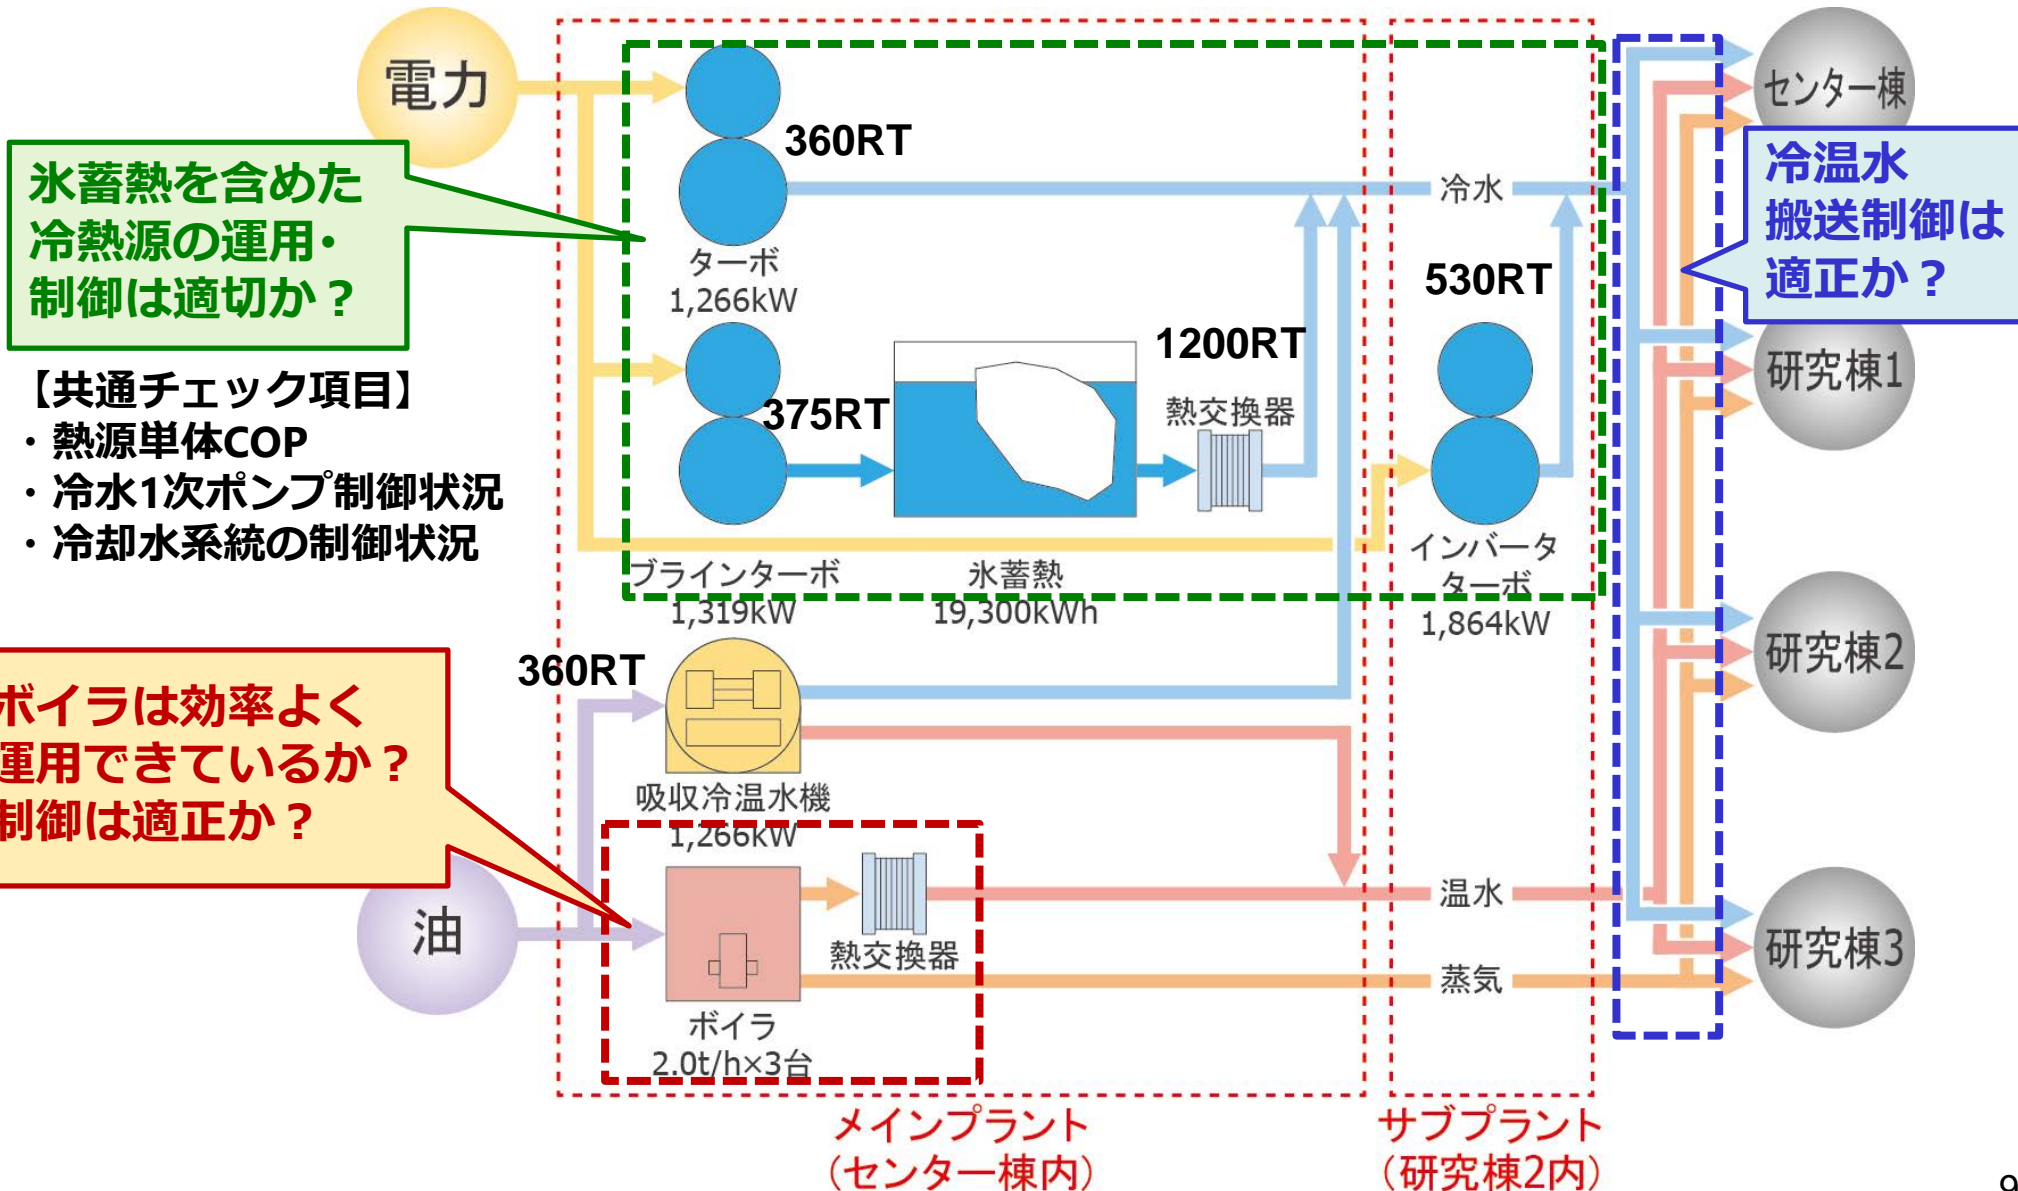 電力
センター棟
360RT
氷蓄熱を含めた
冷熱源の運用・
制御は適切か？
冷温水
搬送制御は
適正か？
冷水
ターボ
1,266kW
530RT
1200RT
【共通チェック項目】
・熱源単体COP
・冷水1次ポンプ制御状況
・冷却水系統の制御状況
375RT
熱交換器
研究棟1
ブラインターボ
1,319kW
氷蓄熱
19,300kWh
インバータ
ターボ
1,864kW
360RT
研究棟2
ボイラは効率よく
運用できているか？
制御は適正か？
吸収冷温水機
1,266kW
油
熱交換器
温水
蒸気
研究棟3
ボイラ
2.0t/h×3台
メインプラント
（センター棟内）
サブプラント
（研究棟2内）
9